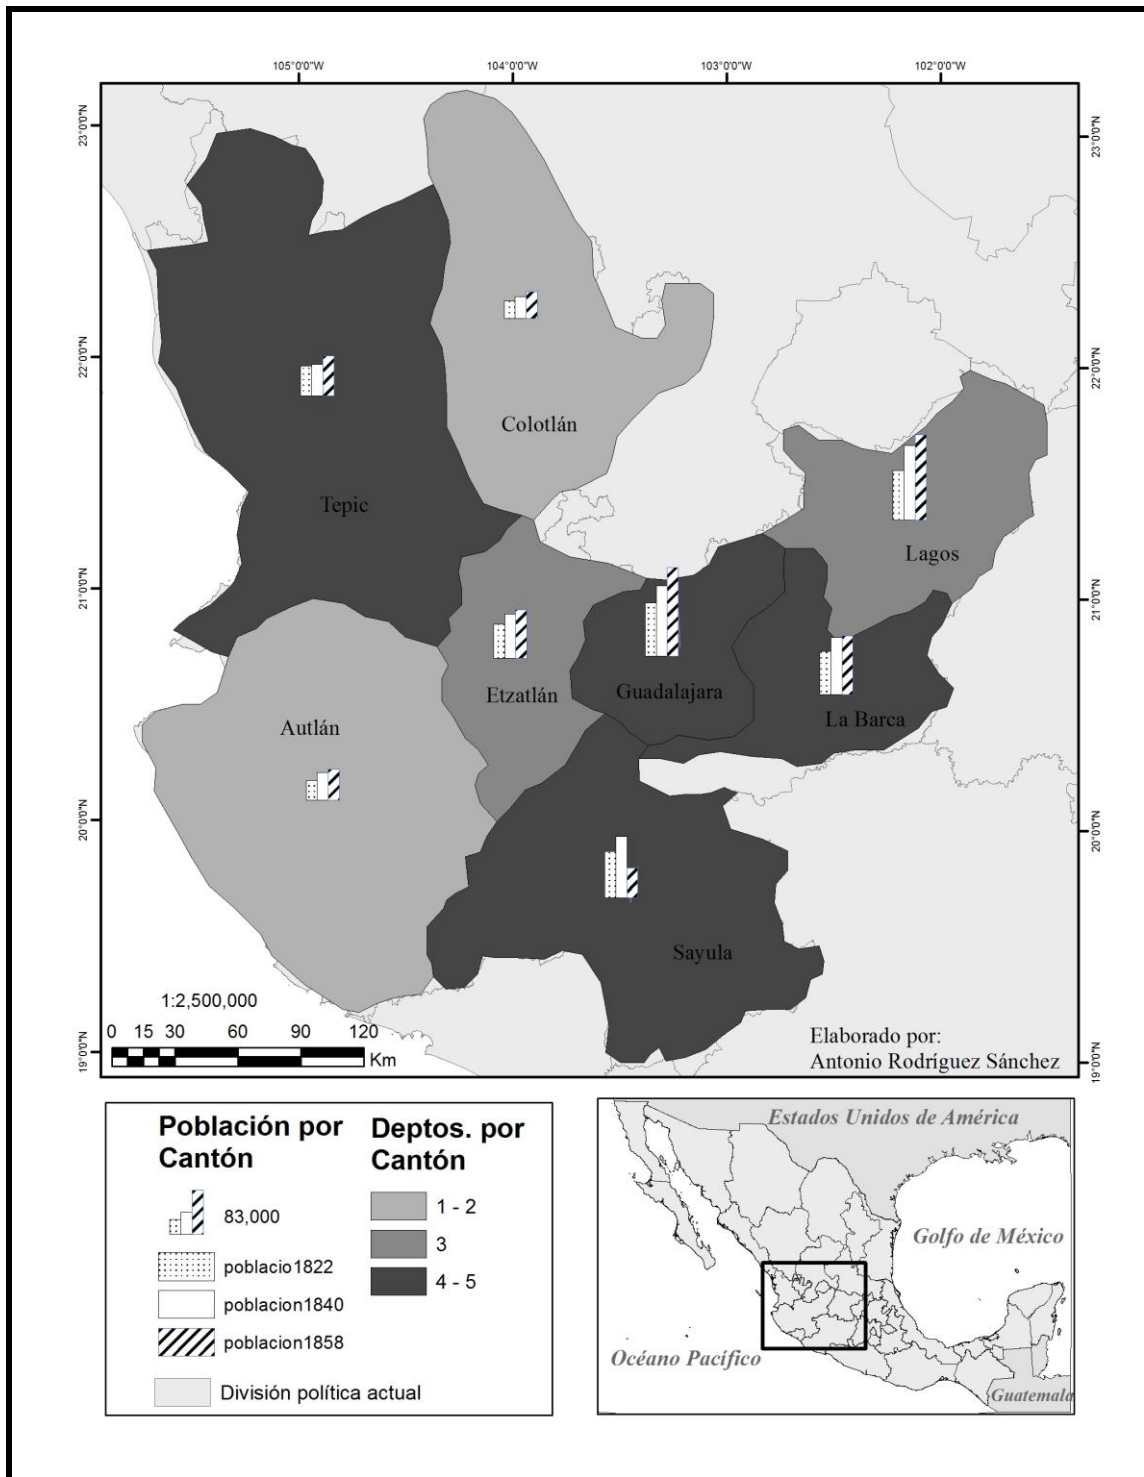 105°0'0"W
104°0'0"W
103°0'0"W
102°0'0"W
23°0'0"N
23°0'0"N
22°0'0"N
22°0'0"N
21°0'0"N
21°0'0"N
20°0'0"N
20°0'0"N
19°0'0"N
19°0'0"N
Colotlán
Tepic
Lagos
Etzatlán
Guadalajara
La Barca
Autlán
Sayula
1:2,500,000
0 15 30 60 90 120
Km
Elaborado por:
Antonio Rodríguez Sánchez
Población por
Cantón
83,000
poblacio1822
poblacion1840
poblacion1858
División política actual
Deptos. por
Cantón
1 - 2
3
4 - 5
Estados Unidos de América
Golfo de México
Océano Pacífico
Guatemala